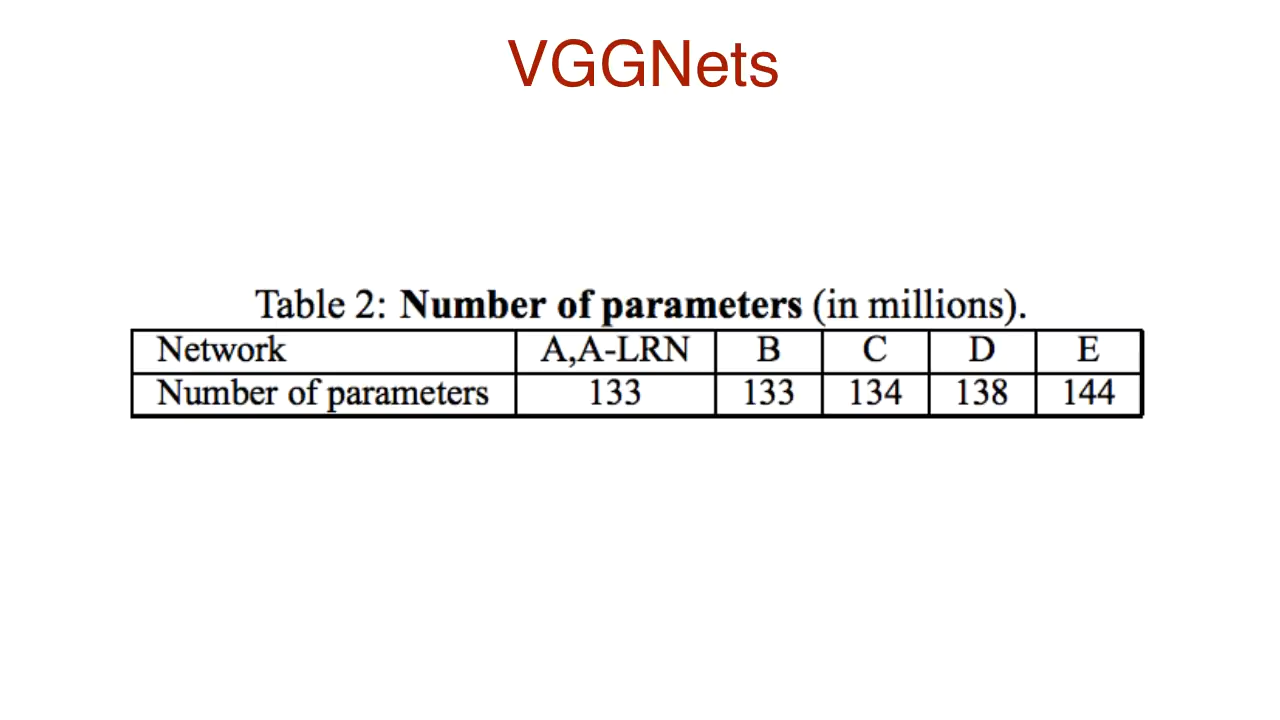 VGGNets
Table 2: Number of parameters (in millions).
Network A,A-LRN B C D E
Number of parameters 133 133 134 138 144